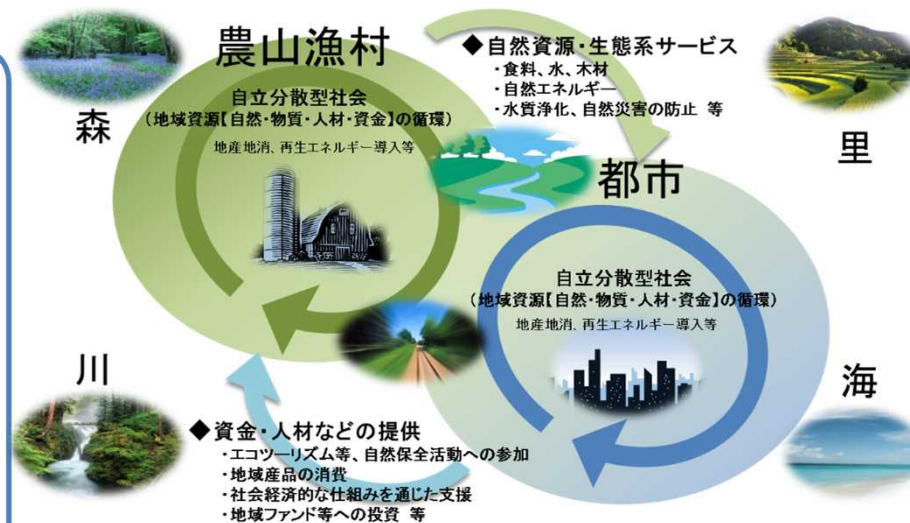 農山漁村
森
自立分散型社会
(地域資源【自然・物質・人材・資金】の循環)
地産地消、再生エネルギー導入等
◆自然資源・生態系サービス
・食料、水、木材
・自然エネルギー
・水質浄化、自然災害の防止 等
里
都市
自立分散型社会
(地域資源【自然・物質・人材・資金】の循環)
地産地消、再生エネルギー導入等
川
海
◆資金・人材などの提供
・エコツーリズム等、自然保全活動への参加
・地域産品の消費
・社会経済的な仕組みを通じた支援
・地域ファンド等への投資 等